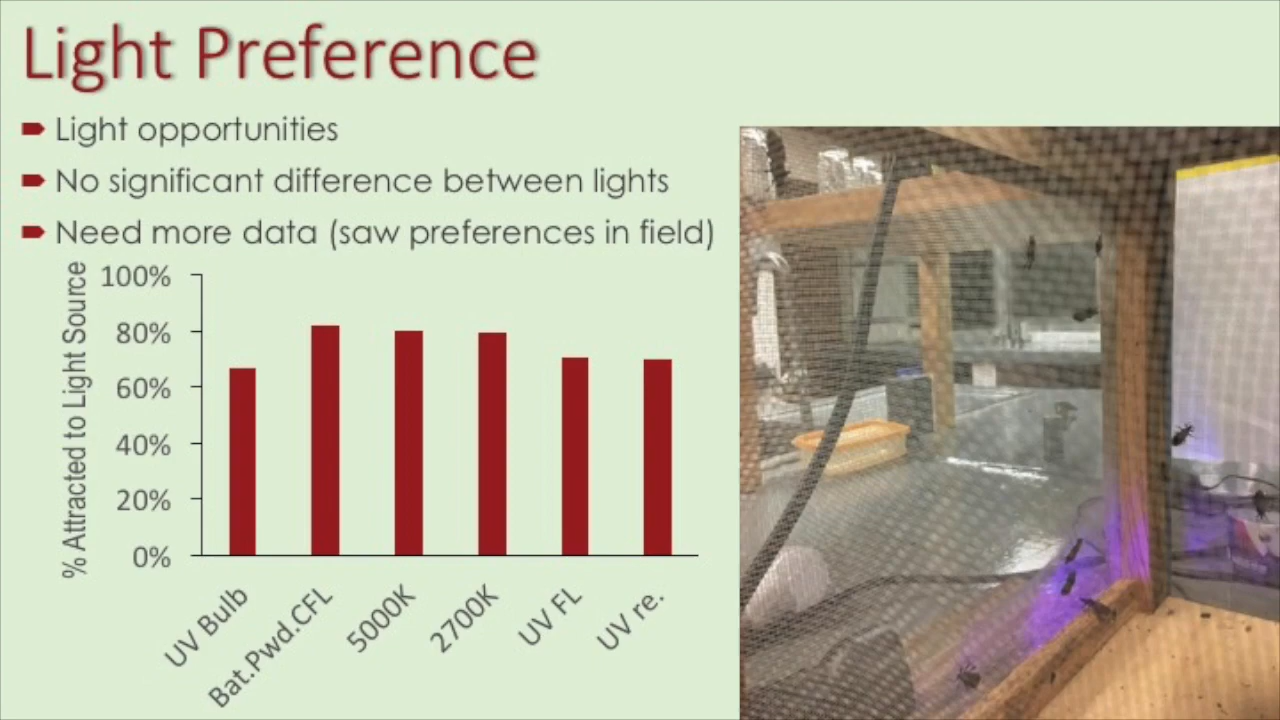 Light Preference
Light opportunities
No significant difference between lights
Need more data (saw preferences in field)
% Attracted to Light Source
100%
80%
60%
40%
20%
0%
UV Bulb
Bat.Pwd.CFL
5000K
2700K
UV FL
UV re.